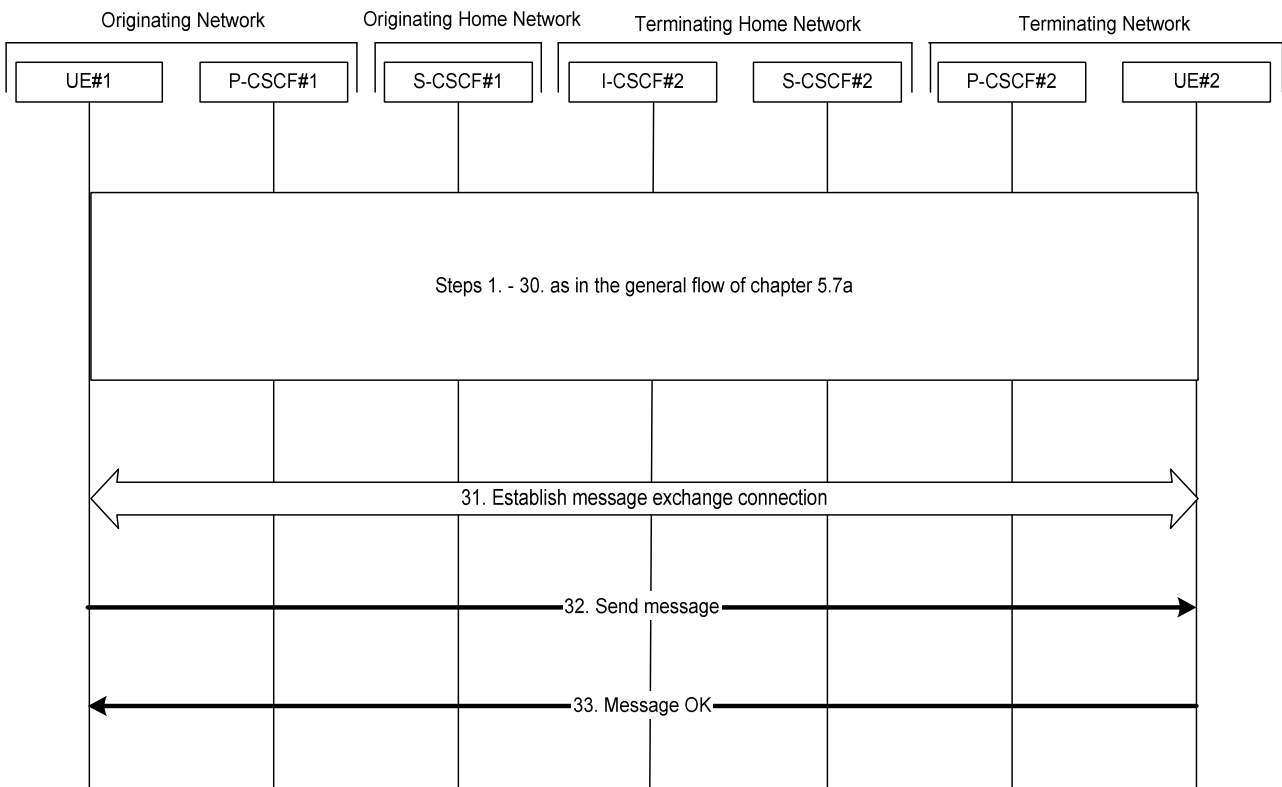 Originating Network
Originating Home Network
Terminating Home Network
Terminating Network
UE#1
P-CSCF#1
S-CSCF#1
I-CSCF#2
S-CSCF#2
P-CSCF#2
UE#2
Steps 1. - 30. as in the general flow of chapter 5.7a
31. Establish message exchange connection
32. Send message
33. Message OK